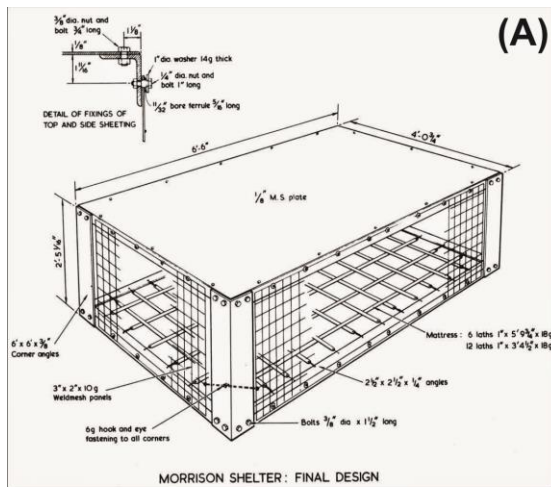 (A)
3/8" dia. nut and
bolt 3/4" long
1 1/8"
1/8"
1" dia. washer 14g thick
1 11/16"
1/4" dia. nut and
bolt 1" long
11/32" bore ferrule 5/16" long
DETAIL OF FIXINGS OF
TOP AND SIDE SHEETING
6'-6"
4'-0 3/4"
1/8" M.S. plate
2'-5 1/16"
6" x 6" x 3/8"
Corner angles
Mattress : 6 laths 1" x 5' 9 3/4" x 18g
12 laths 1" x 3' 4 1/2" x 18g
3" x 2" x 10g
Weldmesh panels
2 1/2" x 2 1/2" x 1/4" angles
6g hook and eye
fastening to all corners
Bolts 3/8" dia x 1 1/2" long
MORRISON SHELTER : FINAL DESIGN